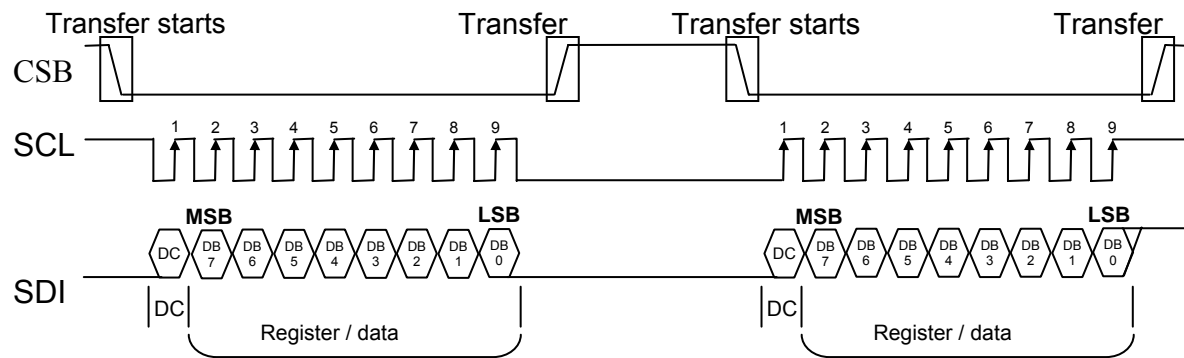 Transfer starts Transfer Transfer starts Transfer
CSB
1 2 3 4 5 6 7 8 9 1 2 3 4 5 6 7 8 9
SCL
MSB LSB MSB LSB
DC DB 7 DB 6 DB 5 DB 4 DB 3 DB 2 DB 1 DB 0 DC DB 7 DB 6 DB 5 DB 4 DB 3 DB 2 DB 1 DB 0
SDI
DC DC
Register / data Register / data